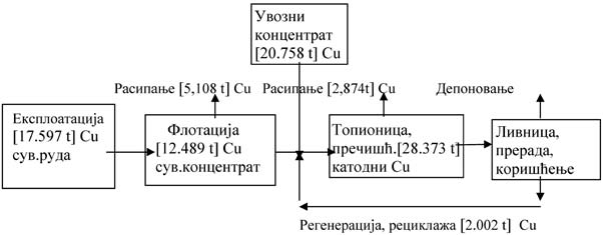 Увозни
концентрат
[20.758 t] Cu
Расипање [5,108 t] Cu
Расипање [2,874t] Cu
Депоновање
Експлоатација
[17.597 t] Cu
сув.руда
Флотација
[12.489 t] Cu
сув.концентрат
Топионица,
пречишћ.[28.373 t]
катодни Cu
Ливница,
прерада,
коришћење
Регенерација, рециклажа [2.002 t] Cu